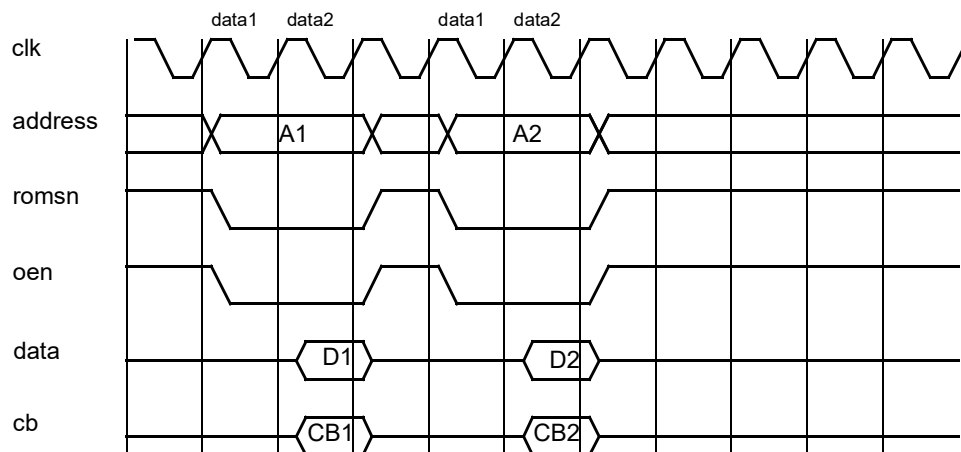 data1 data2 data1 data2
clk
address A1 A2
romsn
oen
data D1 D2
cb CB1 CB2